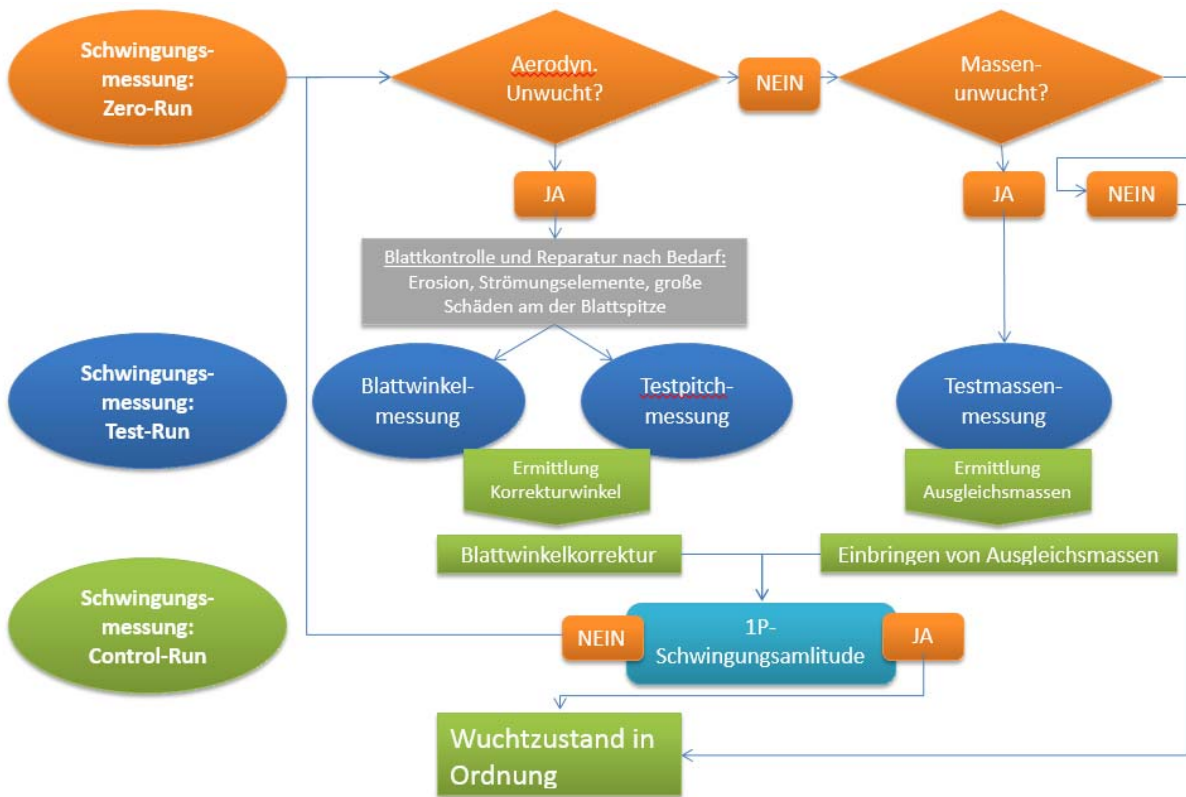 Schwingungs-
messung:
Zero-Run
Aerodyn.
Unwucht?
NEIN
Massen-
unwucht?
JA
JA
NEIN
Blattkontrolle und Reparatur nach Bedarf:
Erosion, Strömungselemente, große
Schäden am der Blattspitze
Schwingungs-
messung:
Test-Run
Blattwinkel-
messung
Testpitch-
messung
Testmassen-
messung
Ermittlung
Korrekturwinkel
Ermittlung
Ausgleichsmassen
Blattwinkelkorrektur
Einbringen von Ausgleichsmassen
Schwingungs-
messung:
Control-Run
NEIN
1P-
Schwingungsamlitude
JA
Wuchtzustand in
Ordnung